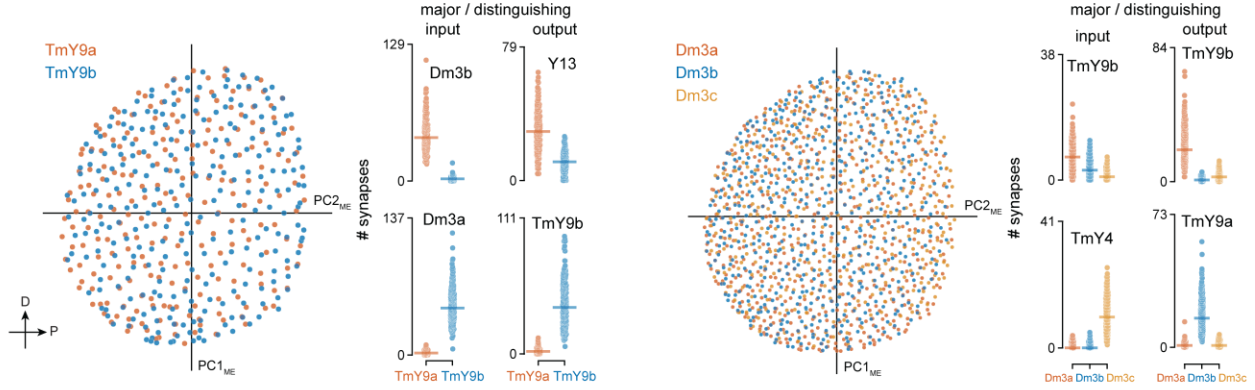 TmY9a
TmY9b
PC2ME
PC1ME
D
P
major / distinguishing
input
output
# synapses
129
Dm3b
0
79
Y13
0
137
Dm3a
0
111
TmY9b
0
TmY9a TmY9b
TmY9a TmY9b
Dm3a
Dm3b
Dm3c
PC2ME
PC1ME
major / distinguishing
input
output
# synapses
38
TmY9b
0
84
TmY9b
0
41
TmY4
0
73
TmY9a
0
Dm3a Dm3b Dm3c
Dm3a Dm3b Dm3c